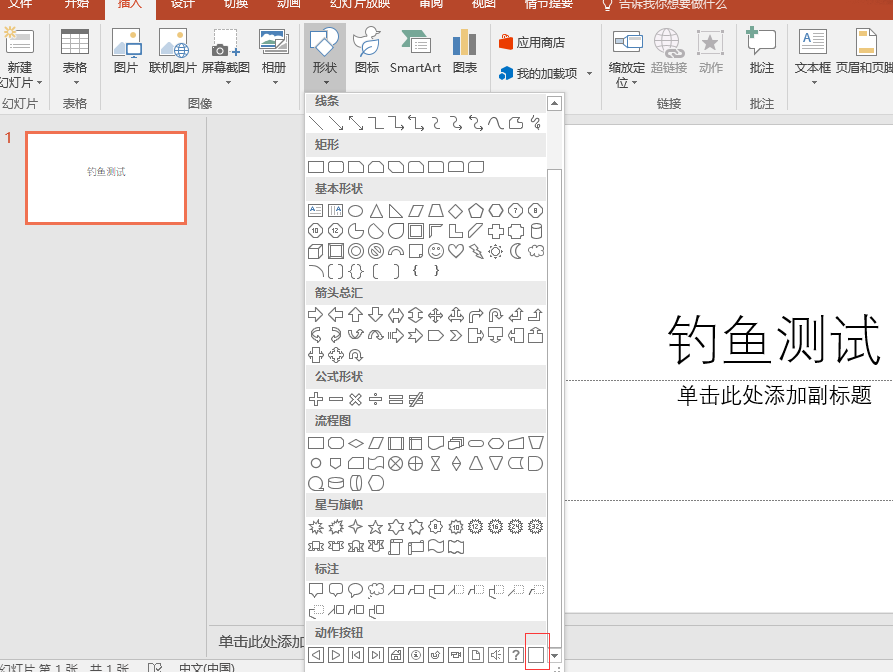 文件 开始 插入 设计 切换 动画 幻灯片放映 审阅 视图 情节提要 告诉我你想要做什么
新建
幻灯片
表格
图片
联机图片
屏幕截图
相册
形状
图标
SmartArt
图表
应用商店
我的加载项
缩放定
位
超链接
动作
批注
文本框
页眉和页脚
幻灯片
表格
图像
链接
批注
线条
矩形
基本形状
箭头总汇
公式形状
流程图
星与旗帜
标注
动作按钮
1
钓鱼测试
钓鱼测试
单击此处添加副标题
单击此处添加
幻灯片 第 1 张，共 1 张
中文(中国)